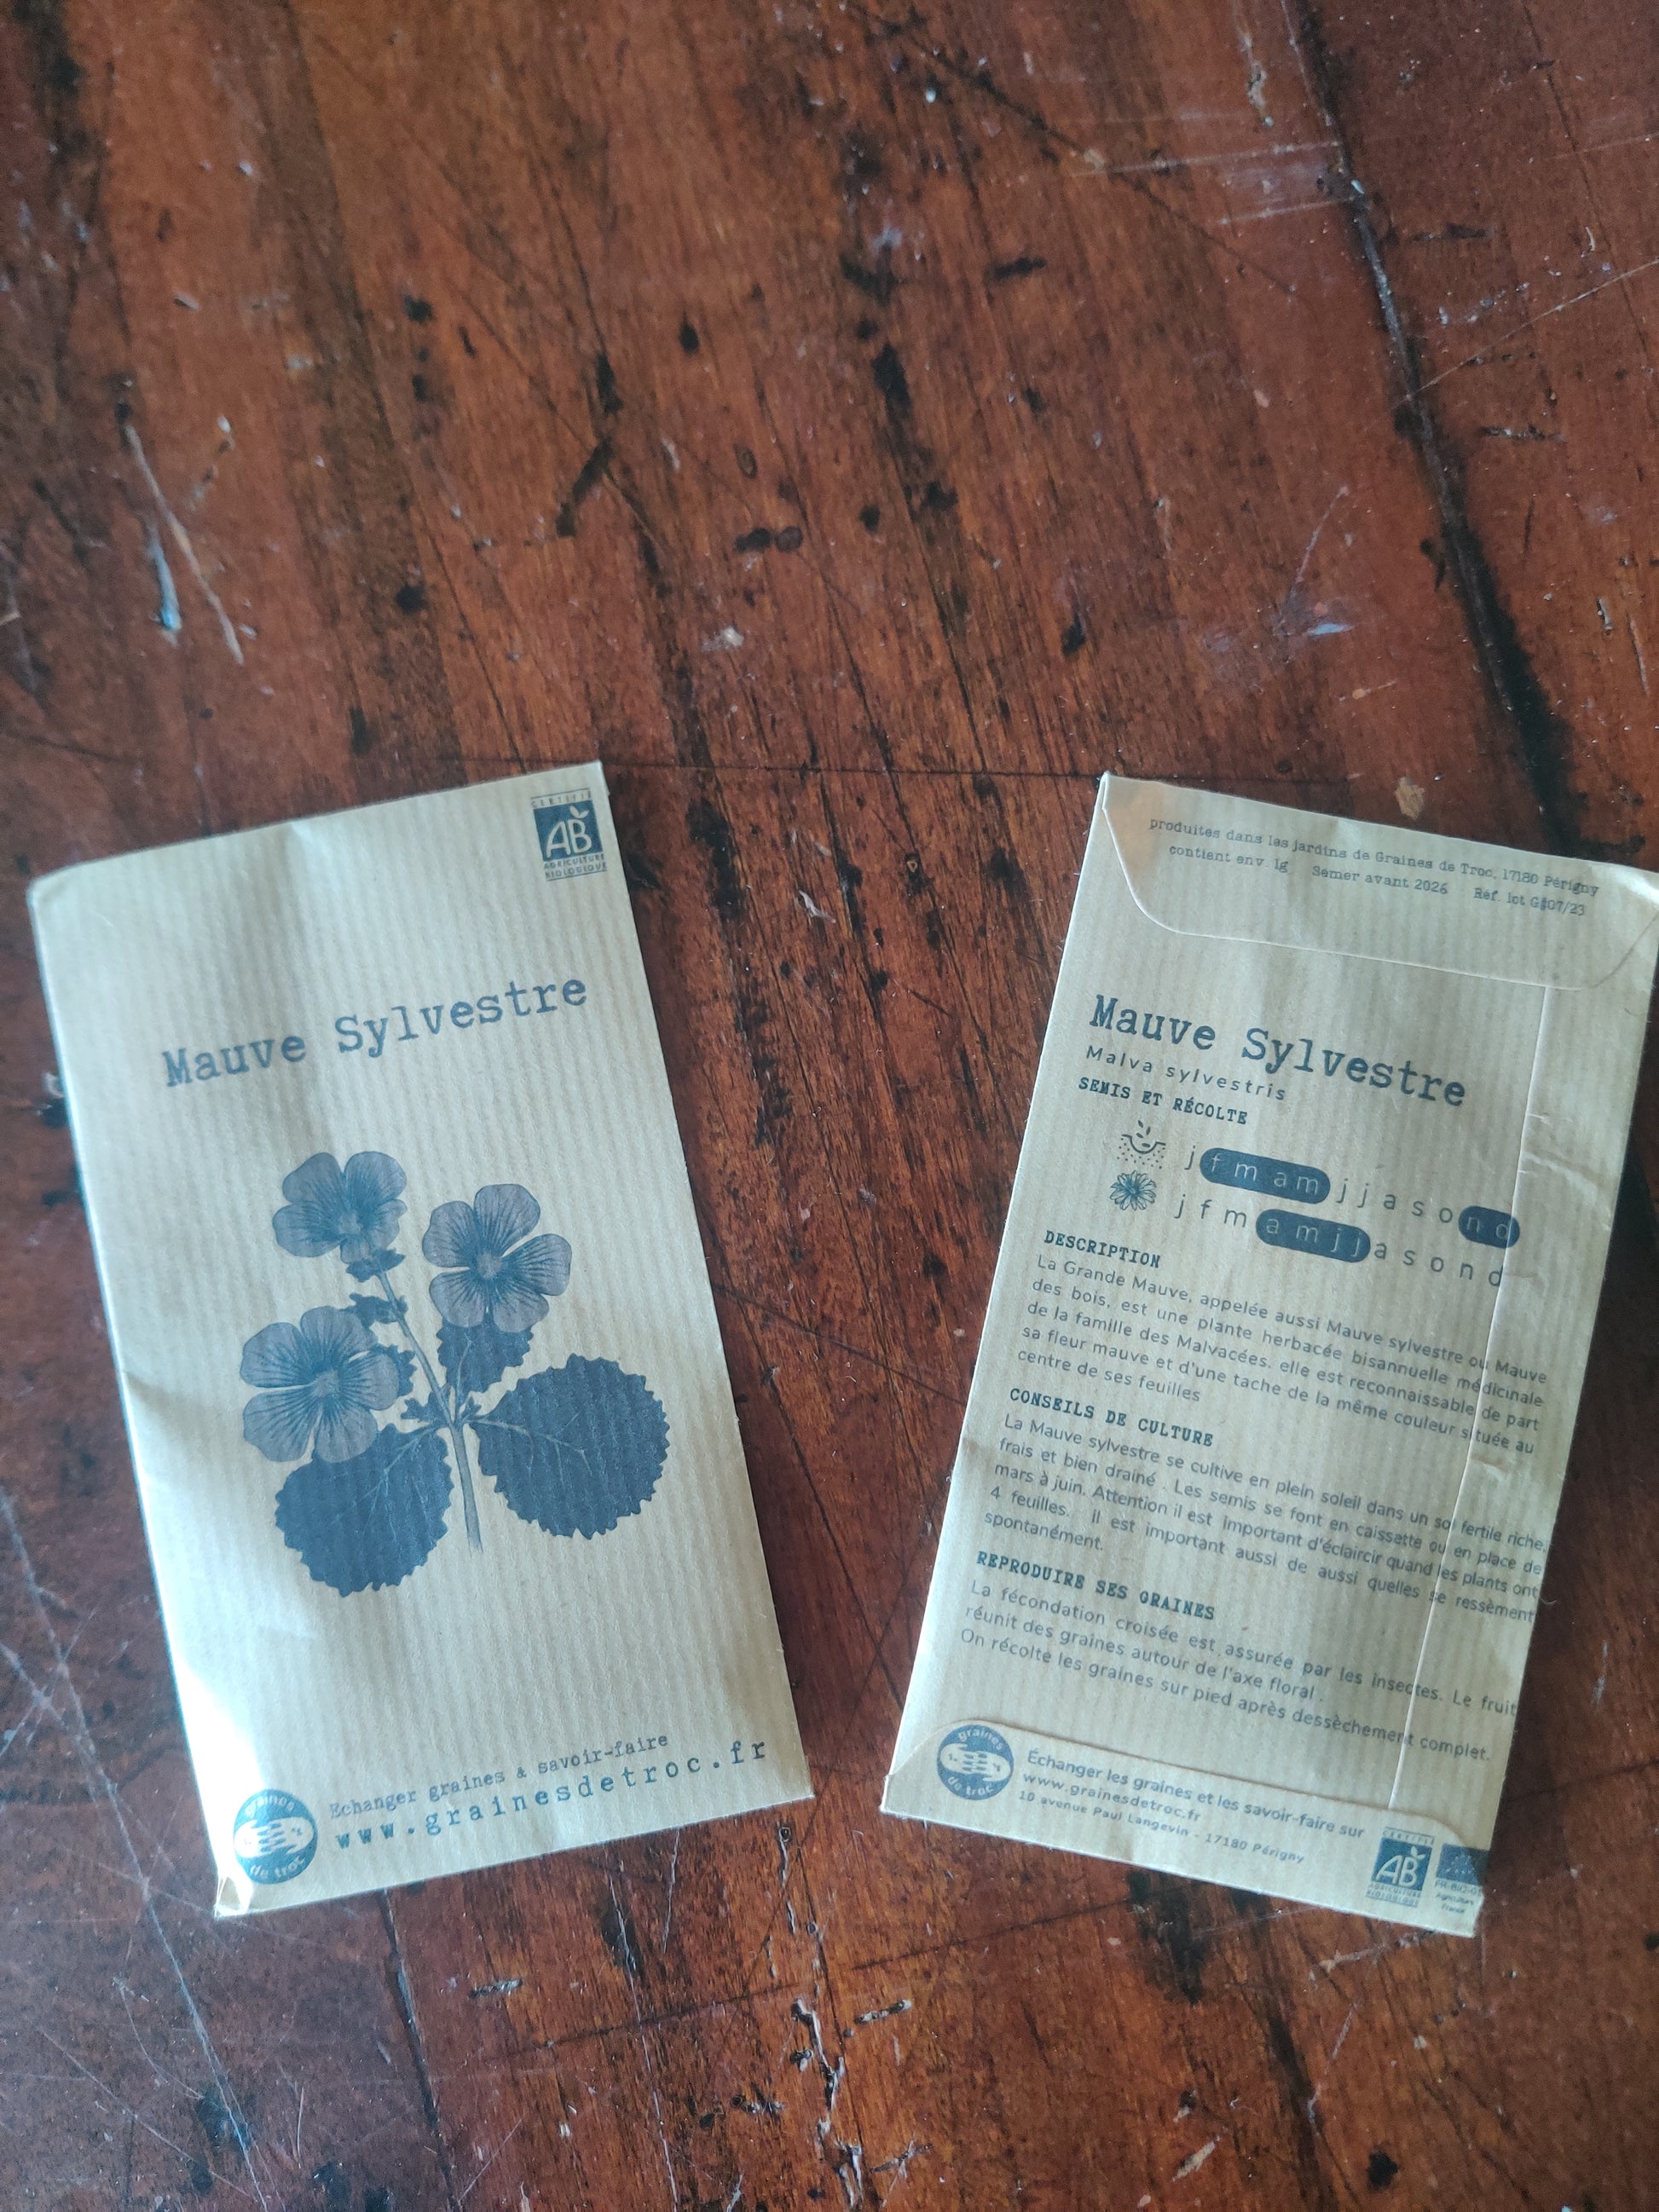 CERTIFIÉ
AB
AGRICULTURE
BIOLOGIQUE
Mauve Sylvestre
graines
de troc
Echanger graines & savoir-faire
www.grainesdetroc.fr
produites dans les jardins de Graines de Troc, 17180 Périgny
contient env 1g Semer avant 2026 Réf. lot
Mauve Sylvestre
Malva sylvestris
SEMIS ET RÉCOLTE
j f m a m j j a s o n d
j f m a m j j a s o n d
DESCRIPTION
La Grande Mauve, appelée aussi Mauve sylvestre ou Mauve
des bois, est une plante herbacée bisannuelle médicinale
de la famille des Malvacées. elle est reconnaissable de part
sa fleur mauve et d'une tache de la même couleur située au
centre de ses feuilles
CONSEILS DE CULTURE
La Mauve sylvestre se cultive en plein soleil dans un sol fertile riche,
frais et bien drainé . Les semis se font en caissette ou en place de
mars à juin. Attention il est important d'éclaircir quand les plants ont
4 feuilles. Il est important aussi de aussi quelles se ressèment
spontanément.
REPRODUIRE SES GRAINES
La fécondation croisée est assurée par les insectes. Le fruit
réunit des graines autour de l'axe floral .
On récolte les graines sur pied après dessèchement complet.
graines
de troc
Échanger les graines et les savoir-faire sur
www.grainesdetroc.fr
10 avenue Paul Langevin - 17180 Périgny
CERTIFIÉ
AB
AGRICULTURE
BIOLOGIQUE
Agriculture
France